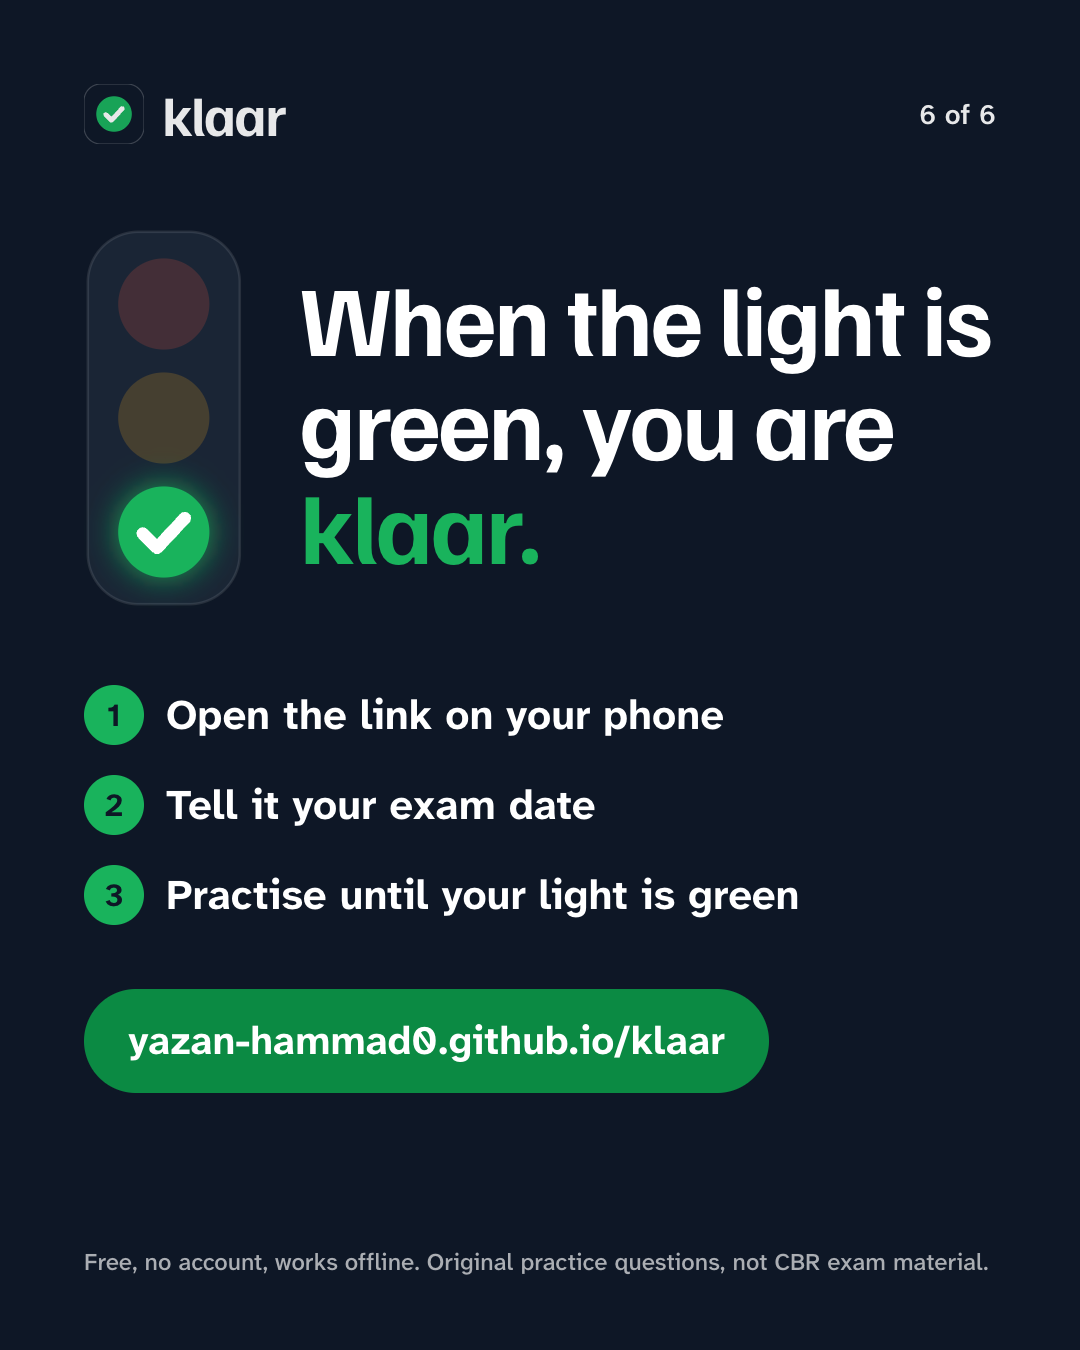 klaar
6 of 6
When the light is
green, you are
klaar.
1 Open the link on your phone
2 Tell it your exam date
3 Practise until your light is green
yazan-hammad0.github.io/klaar
Free, no account, works offline. Original practice questions, not CBR exam material.